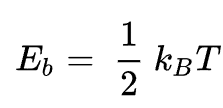 E_b = \frac{1}{2} k_B T